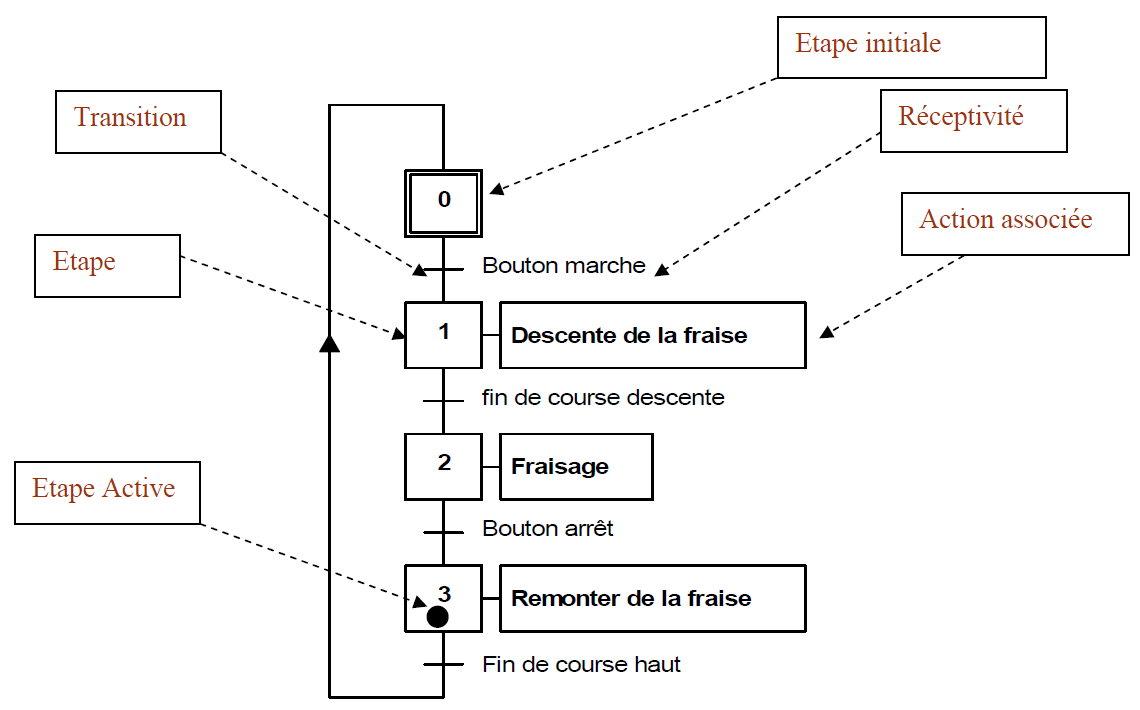 Etape initiale
Transition
Réceptivité
0
Action associée
Etape
Bouton marche
1
Descente de la fraise
fin de course descente
2
Fraisage
Etape Active
Bouton arrêt
3
Remonter de la fraise
Fin de course haut